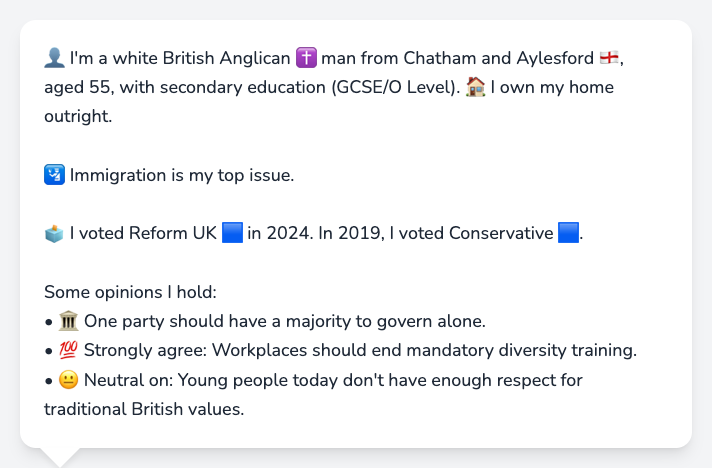 👤 I'm a white British Anglican ✝️ man from Chatham and Aylesford 🏴󠁧󠁢󠁥󠁮󠁧󠁿,
aged 55, with secondary education (GCSE/O Level). 🏠 I own my home
outright.
🛂 Immigration is my top issue.
🗳️ I voted Reform UK 🟦 in 2024. In 2019, I voted Conservative 🟦.
Some opinions I hold:
• 🏛️ One party should have a majority to govern alone.
• 💯 Strongly agree: Workplaces should end mandatory diversity training.
• 😐 Neutral on: Young people today don't have enough respect for
traditional British values.